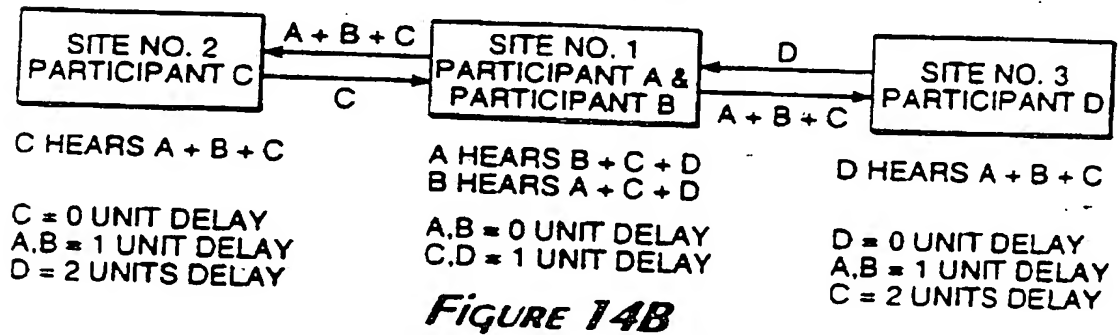 SITE NO. 2
PARTICIPANT C
A + B + C
C
SITE NO. 1
PARTICIPANT A &
PARTICIPANT B
D
A + B + C
SITE NO. 3
PARTICIPANT D
C HEARS A + B + C
C = 0 UNIT DELAY
A,B = 1 UNIT DELAY
D = 2 UNITS DELAY
A HEARS B + C + D
B HEARS A + C + D
A,B = 0 UNIT DELAY
C,D = 1 UNIT DELAY
D HEARS A + B + C
D = 0 UNIT DELAY
A,B = 1 UNIT DELAY
C = 2 UNITS DELAY
FIGURE 14B